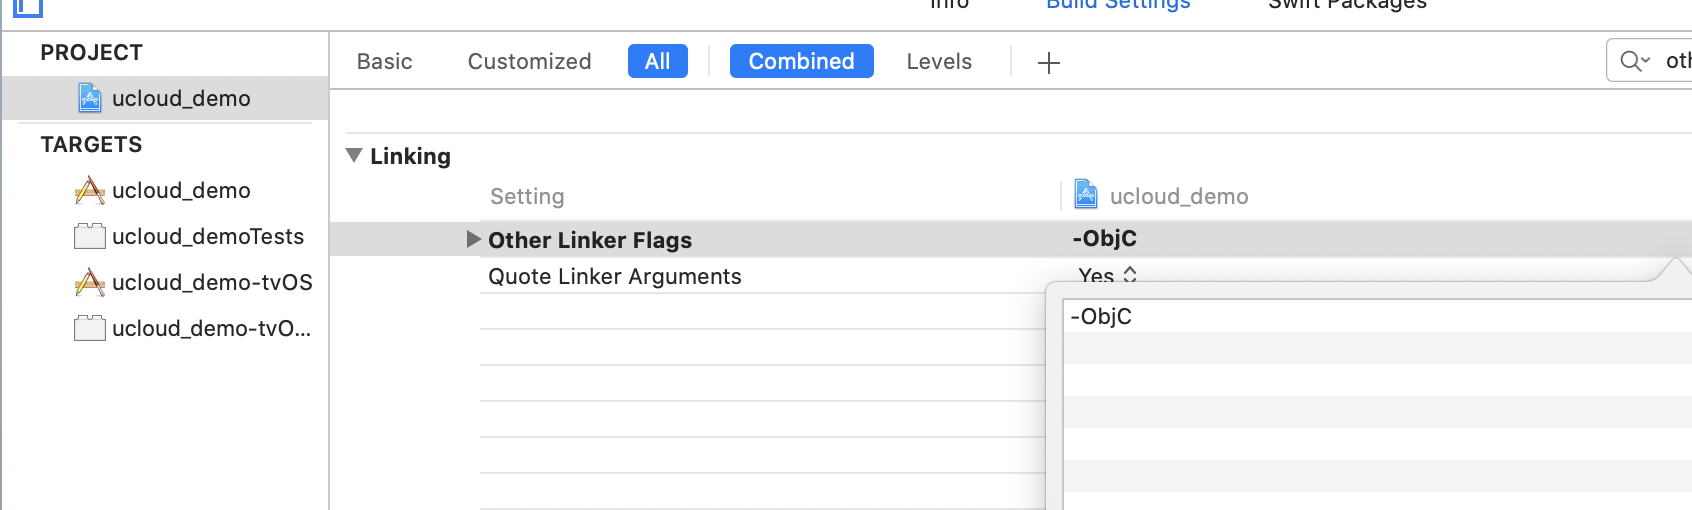 Info Build Settings Swift Packages
PROJECT
ucloud_demo
TARGETS
ucloud_demo
ucloud_demoTests
ucloud_demo-tvOS
ucloud_demo-tvO...
Basic Customized All Combined Levels + oth
Linking
Setting ucloud_demo
Other Linker Flags -ObjC
Quote Linker Arguments Yes
-ObjC